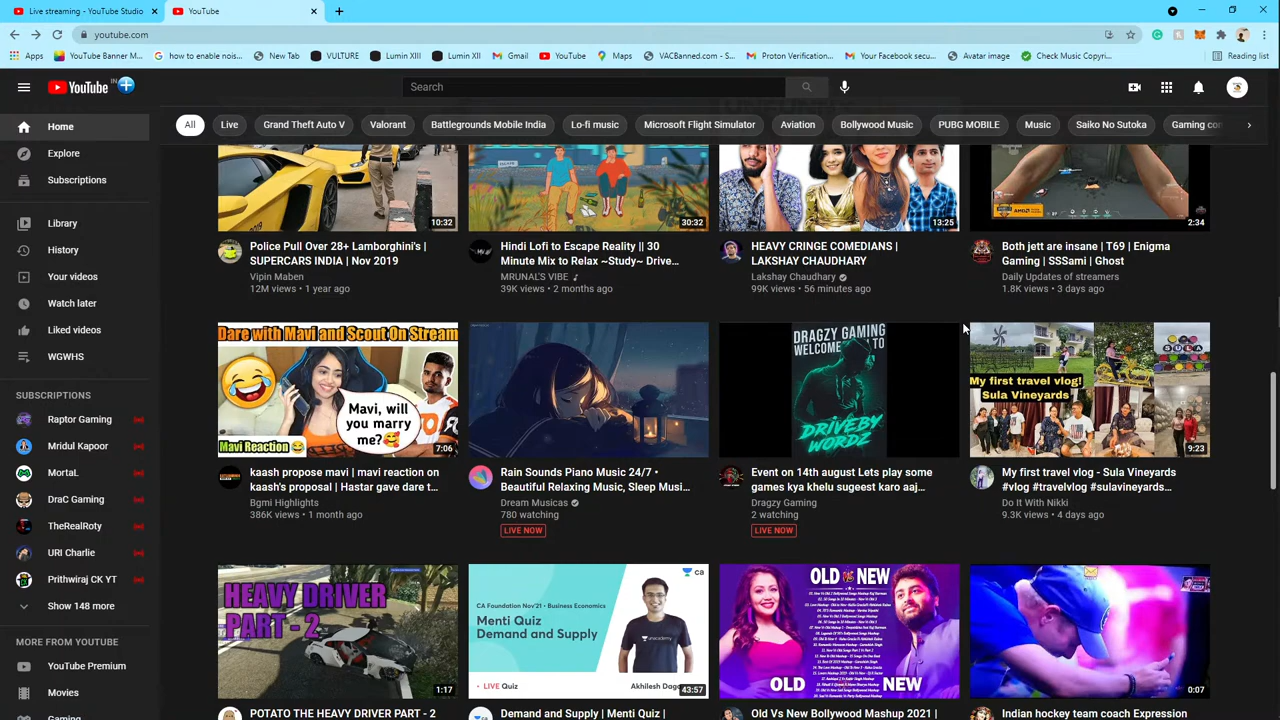 Live streaming - YouTube Studio
YouTube
youtube.com
Apps
YouTube Banner M...
how to enable nois...
New Tab
VULTURE
Lumin XIII
Lumin XII
Gmail
YouTube
Maps
VACBanned.com – S...
Proton Verification...
Your Facebook secu...
Avatar image
Check Music Copyri...
Reading list
YouTube IN
Search
Home
Explore
Subscriptions
Library
History
Your videos
Watch later
Liked videos
WGWHS
SUBSCRIPTIONS
Raptor Gaming
Mridul Kapoor
MortaL
DraC Gaming
TheRealRoty
URI Charlie
Prithwiraj CK YT
Show 148 more
MORE FROM YOUTUBE
YouTube Premium
Movies
Gaming
All
Live
Grand Theft Auto V
Valorant
Battlegrounds Mobile India
Lo-fi music
Microsoft Flight Simulator
Aviation
Bollywood Music
PUBG MOBILE
Music
Saiko No Sutoka
Gaming con
10:32
30:32
13:25
AMD
2:34
Police Pull Over 28+ Lamborghini's |
SUPERCARS INDIA | Nov 2019
Vipin Maben
12M views • 1 year ago
Hindi Lofi to Escape Reality || 30
Minute Mix to Relax ~Study~ Drive...
MRUNAL'S VIBE
39K views • 2 months ago
HEAVY CRINGE COMEDIANS |
LAKSHAY CHAUDHARY
Lakshay Chaudhary
99K views • 56 minutes ago
Both jett are insane | T69 | Enigma
Gaming | SSSami | Ghost
Daily Updates of streamers
1.8K views • 3 days ago
Dare with Mavi and Scout On Stream
Mavi, will
you marry
me?
Mavi Reaction
7:06
DRAGZY GAMING
WELCOME TO
DRIVEBY
WORDZ
SULA
My first travel vlog!
Sula Vineyards
9:23
kaash propose mavi | mavi reaction on
kaash's proposal | Hastar gave dare t...
Bgmi Highlights
386K views • 1 month ago
Rain Sounds Piano Music 24/7 •
Beautiful Relaxing Music, Sleep Musi...
Dream Musicas
780 watching
LIVE NOW
Event on 14th august Lets play some
games kya khelu sugeest karo aaj...
Dragzy Gaming
2 watching
LIVE NOW
My first travel vlog - Sula Vineyards
#vlog #travelvlog #sulavineyards...
Do It With Nikki
9.3K views • 4 days ago
HEAVY DRIVER
PART - 2
1:17
ca
CA Foundation Nov'21 • Business Economics
Menti Quiz
Demand and Supply
unacademy
LIVE Quiz
Akhilesh Daga
43:57
OLD VS NEW
OLD
NEW
0:07
POTATO THE HEAVY DRIVER PART - 2
Demand and Supply | Menti Quiz |
Old Vs New Bollywood Mashup 2021 |
Indian hockey team coach Expression